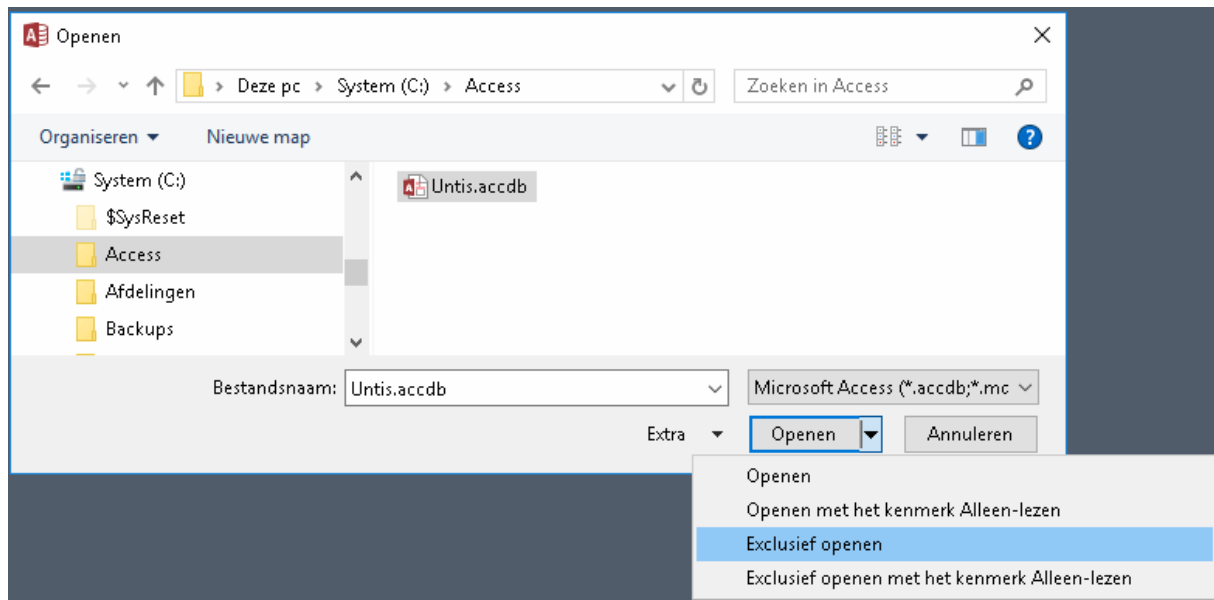 Openen
Deze pc > System (C:) > Access
Zoeken in Access
Organiseren
Nieuwe map
System (C:)
$SysReset
Access
Afdelingen
Backups
Untis.accdb
Bestandsnaam: Untis.accdb
Microsoft Access (*.accdb;*.mc
Extra
Openen
Annuleren
Openen
Openen met het kenmerk Alleen-lezen
Exclusief openen
Exclusief openen met het kenmerk Alleen-lezen